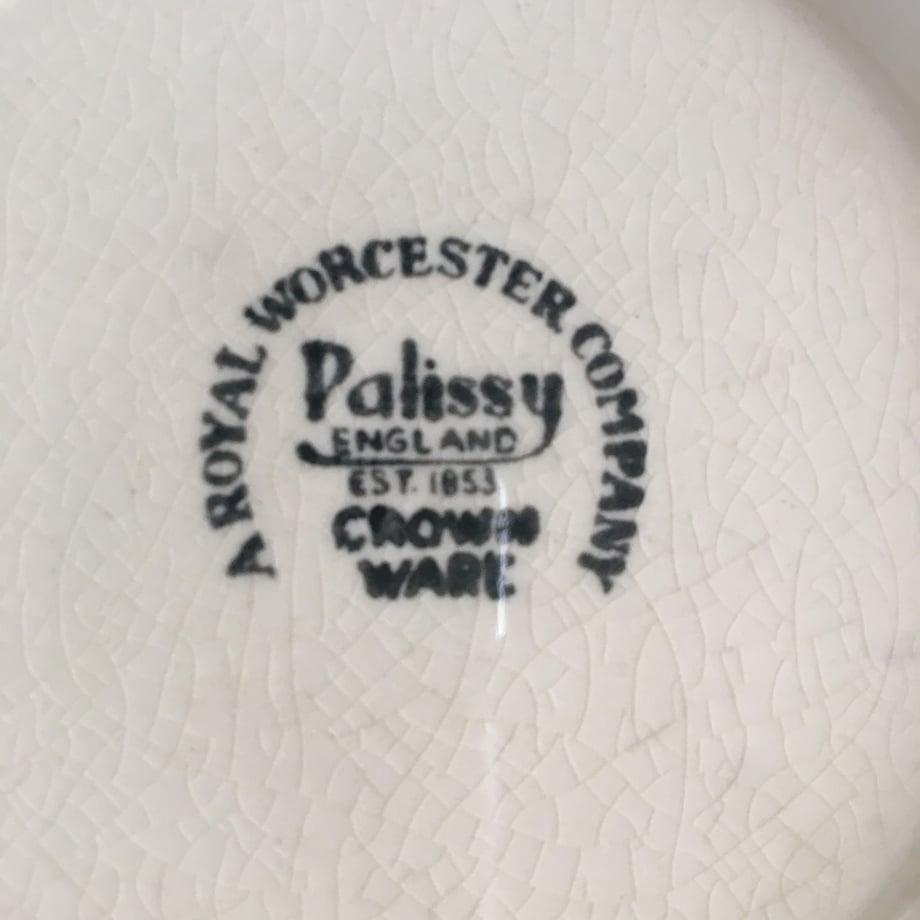 A ROYAL WORCESTER COMPANY
Palissy
ENGLAND
EST. 1853
CROWN
WARE